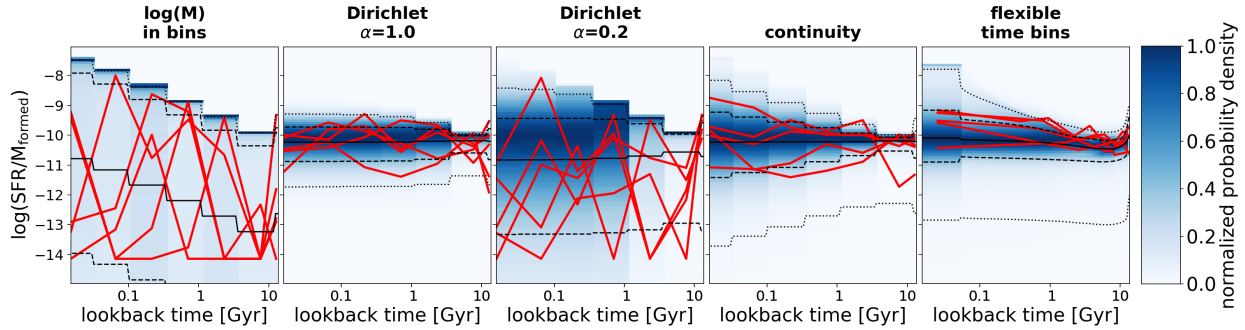 log(M)
in bins
Dirichlet
α=1.0
Dirichlet
α=0.2
continuity
flexible
time bins
log(SFR/M_formed)
−8
−9
−10
−11
−12
−13
−14
0.1 1 10
0.1 1 10
0.1 1 10
0.1 1 10
0.1 1 10
lookback time [Gyr]
lookback time [Gyr]
lookback time [Gyr]
lookback time [Gyr]
lookback time [Gyr]
1.0
0.8
0.6
0.4
0.2
0.0
normalized probability density